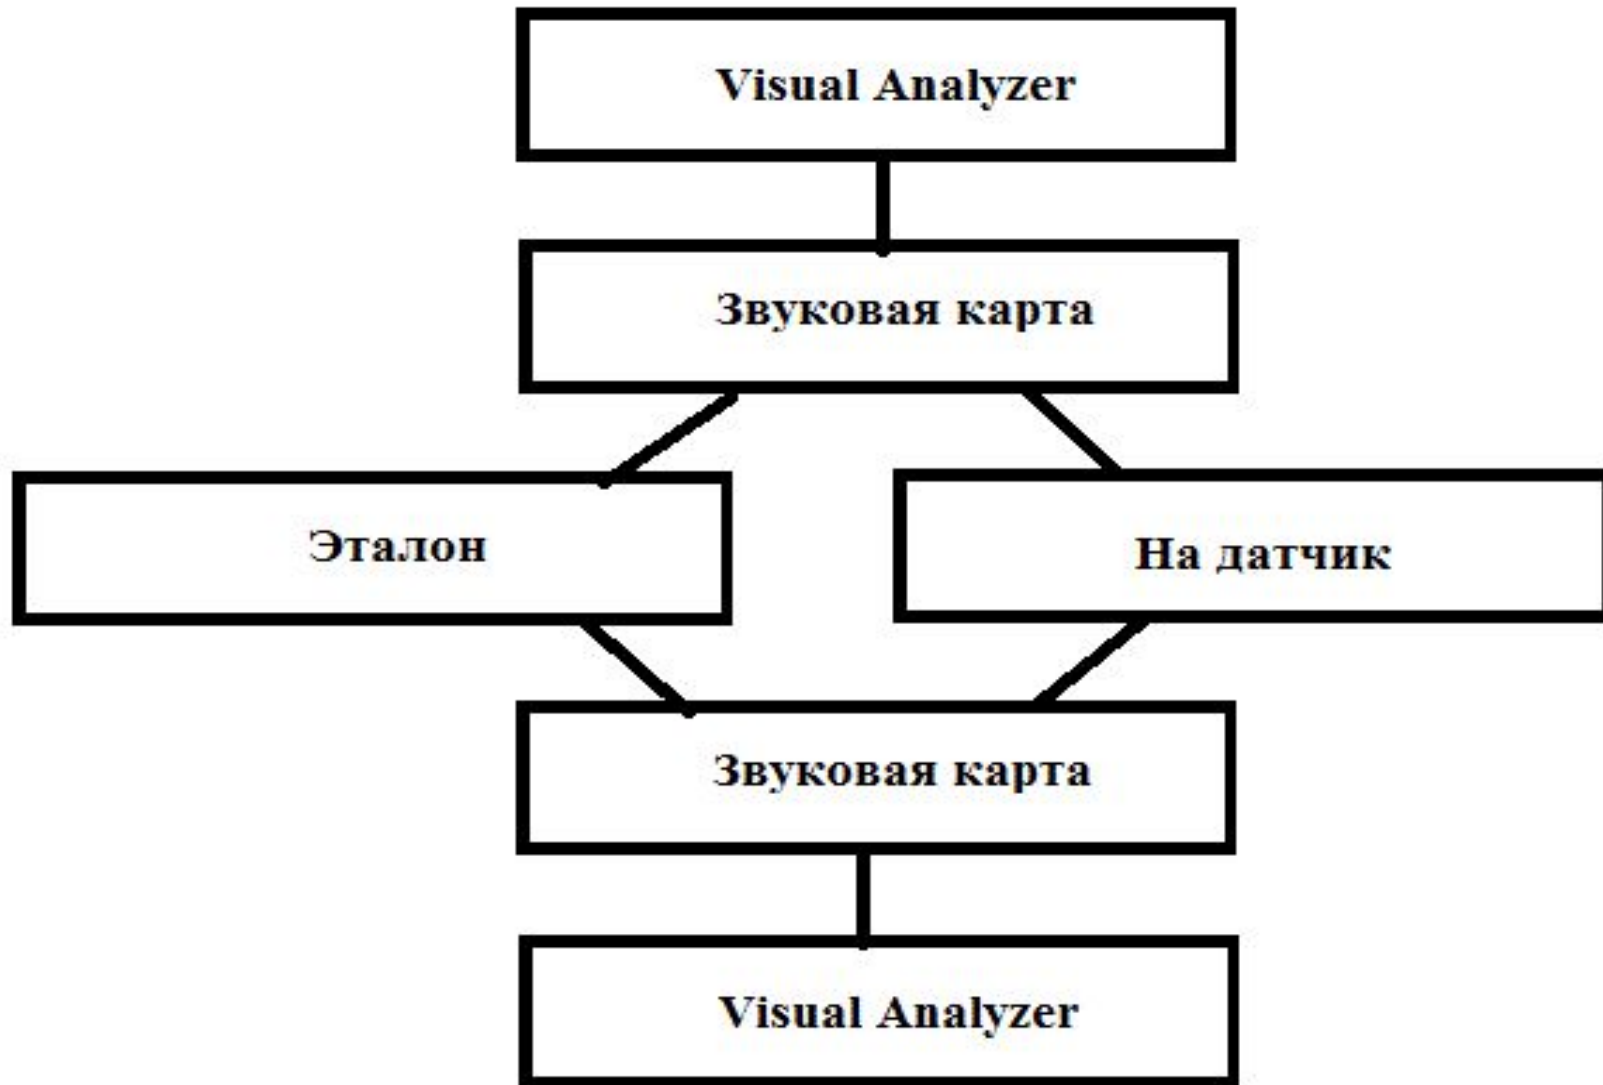 Visual Analyzer
Звуковая карта
Эталон
На датчик
Звуковая карта
Visual Analyzer